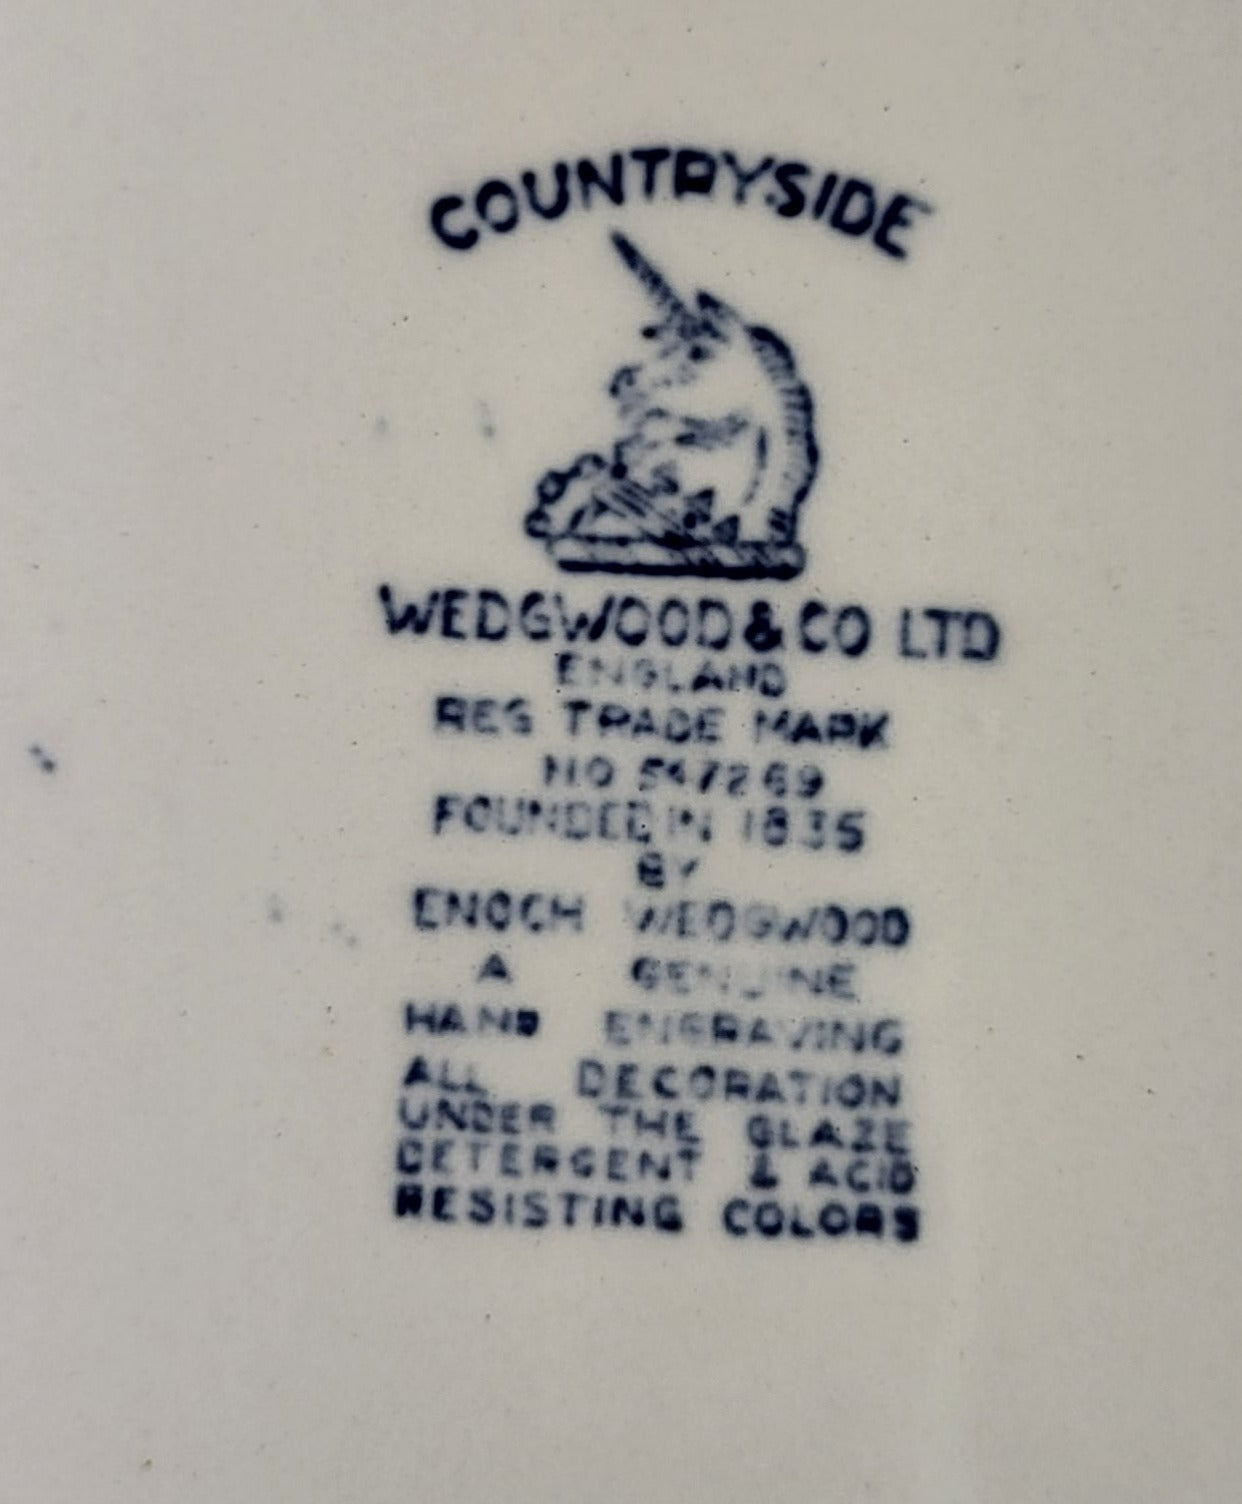 COUNTRYSIDE
WEDGWOOD & CO LTD
ENGLAND
REG TRADE MARK
NO 547269
FOUNDED IN 1835
BY
ENOCH WEDGWOOD
A GENUINE
HAND ENGRAVING
ALL DECORATION
UNDER THE GLAZE
DETERGENT & ACID
RESISTING COLORS